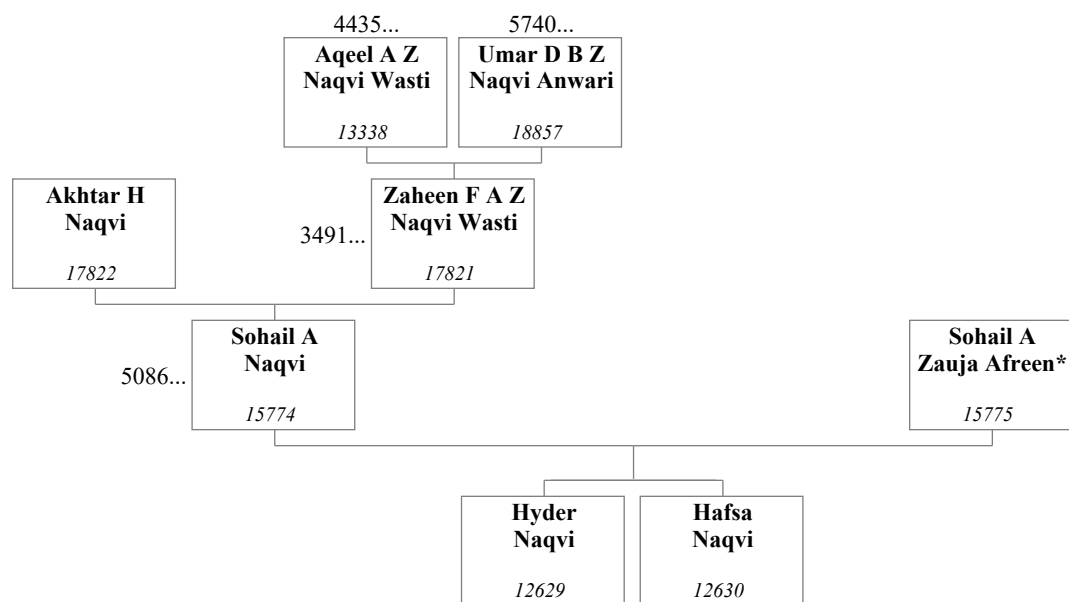 4435...
5740...
Aqeel A Z
Naqvi Wasti
13338
Umar D B Z
Naqvi Anwari
18857
Akhtar H
Naqvi
17822
3491...
Zaheen F A Z
Naqvi Wasti
17821
5086...
Sohail A
Naqvi
15774
Sohail A
Zauja Afreen*
15775
Hyder
Naqvi
12629
Hafsa
Naqvi
12630